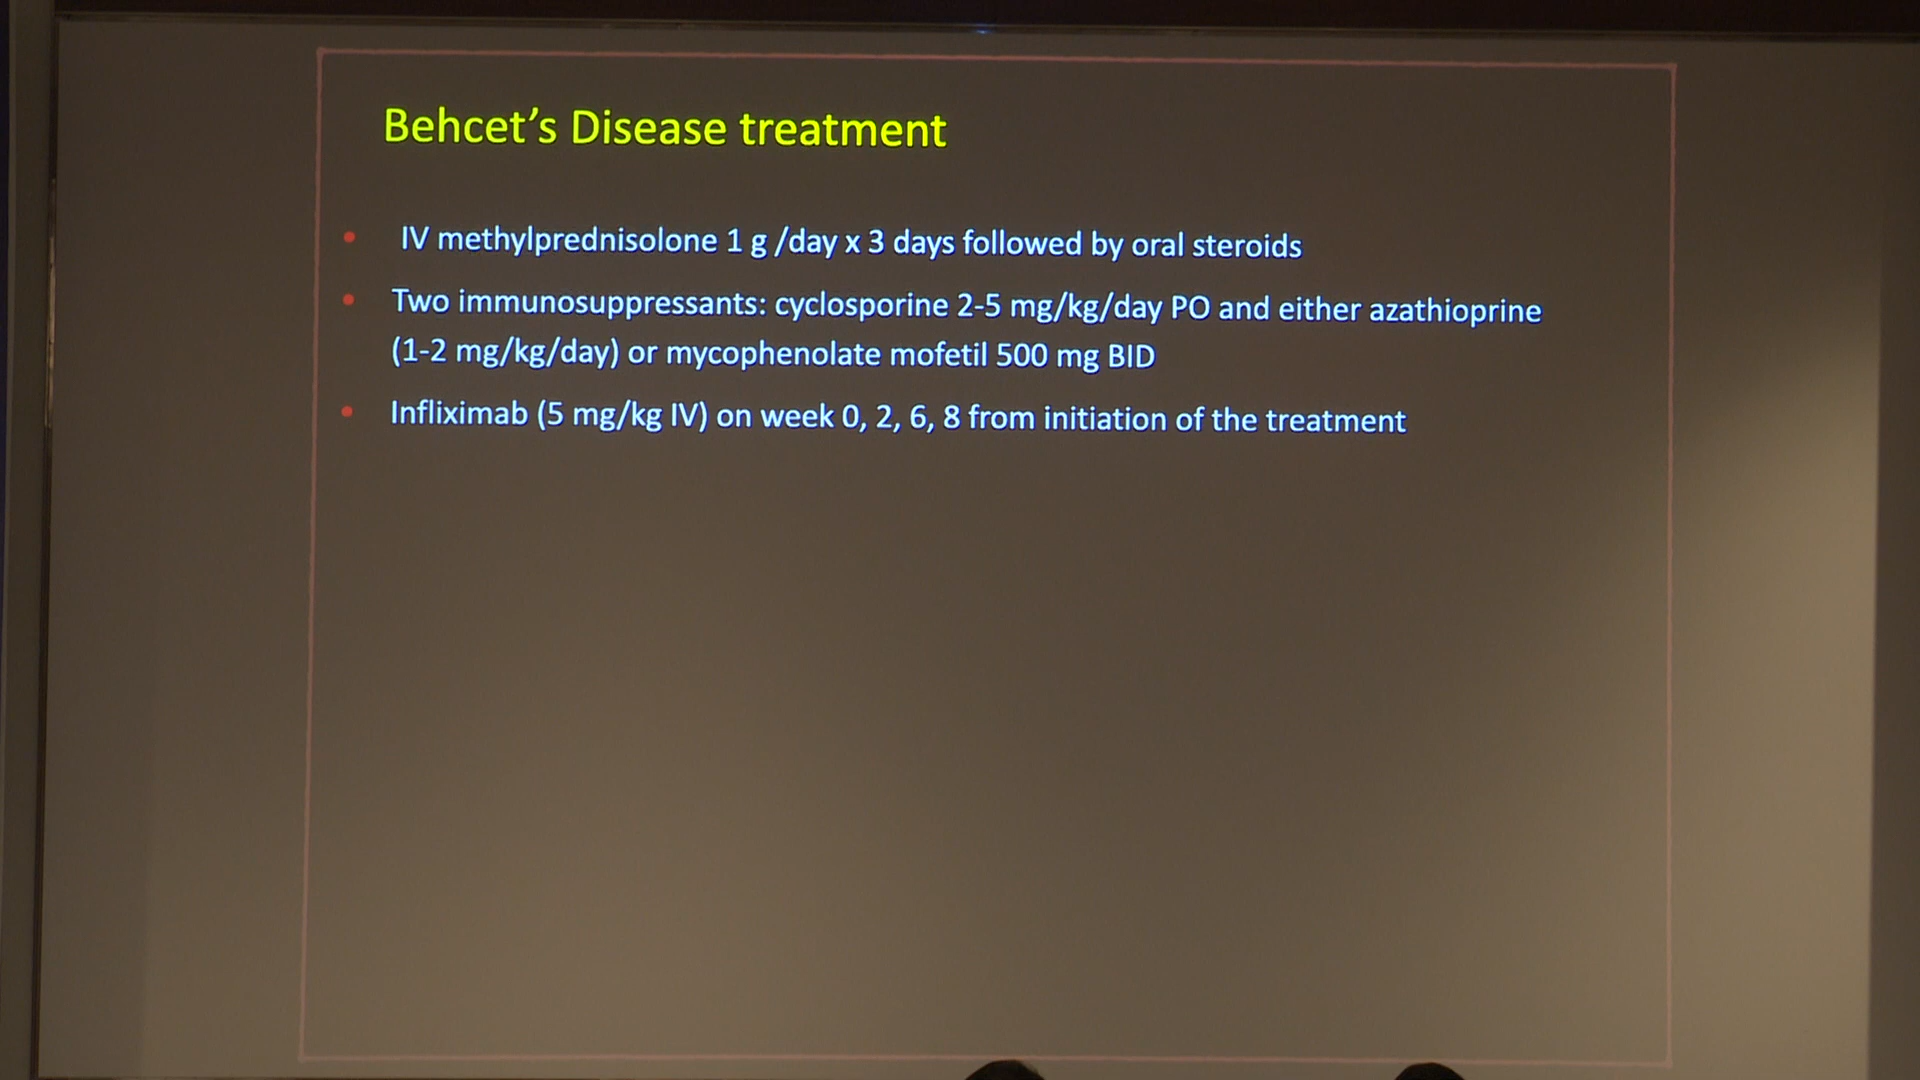 Behcet’s Disease treatment
• IV methylprednisolone 1 g /day x 3 days followed by oral steroids
• Two immunosuppressants: cyclosporine 2-5 mg/kg/day PO and either azathioprine
(1-2 mg/kg/day) or mycophenolate mofetil 500 mg BID
• Infliximab (5 mg/kg IV) on week 0, 2, 6, 8 from initiation of the treatment